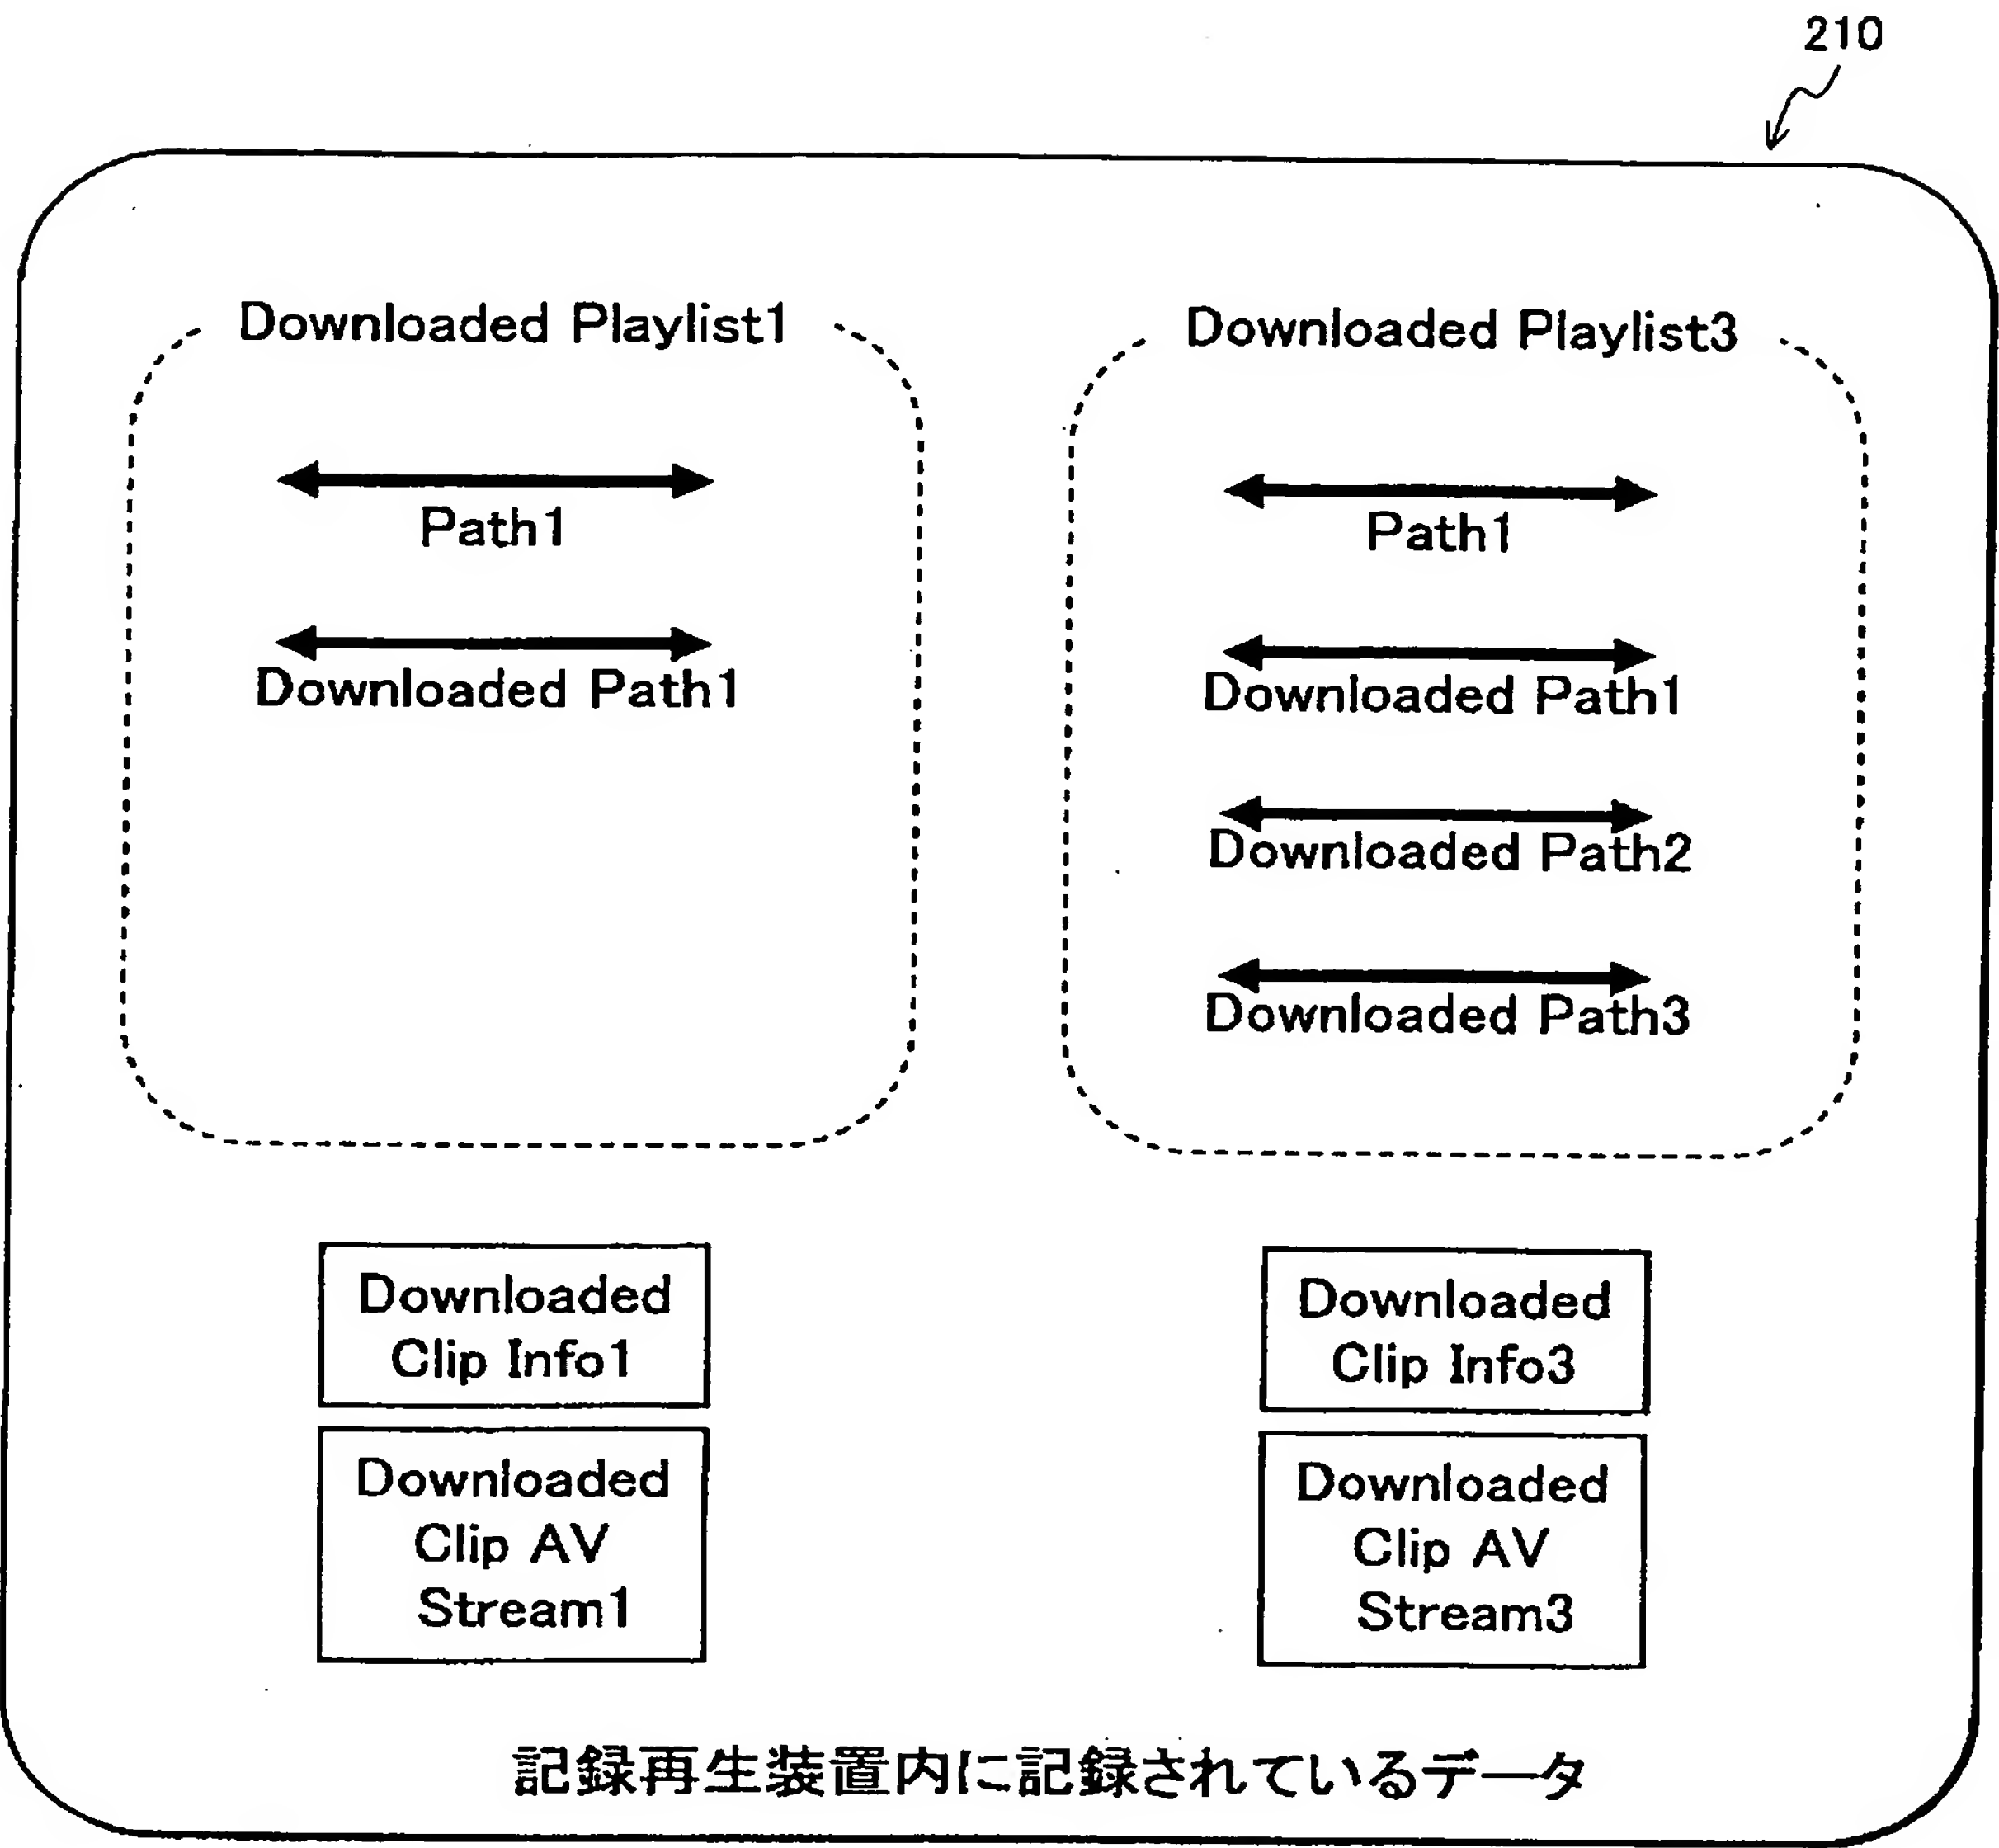 210
Downloaded Playlist1
Path1
Downloaded Path1
Downloaded Playlist3
Path1
Downloaded Path1
Downloaded Path2
Downloaded Path3
Downloaded
Clip Info1
Downloaded
Clip AV
Stream1
Downloaded
Clip Info3
Downloaded
Clip AV
Stream3
記録再生装置内に記録されているデータ